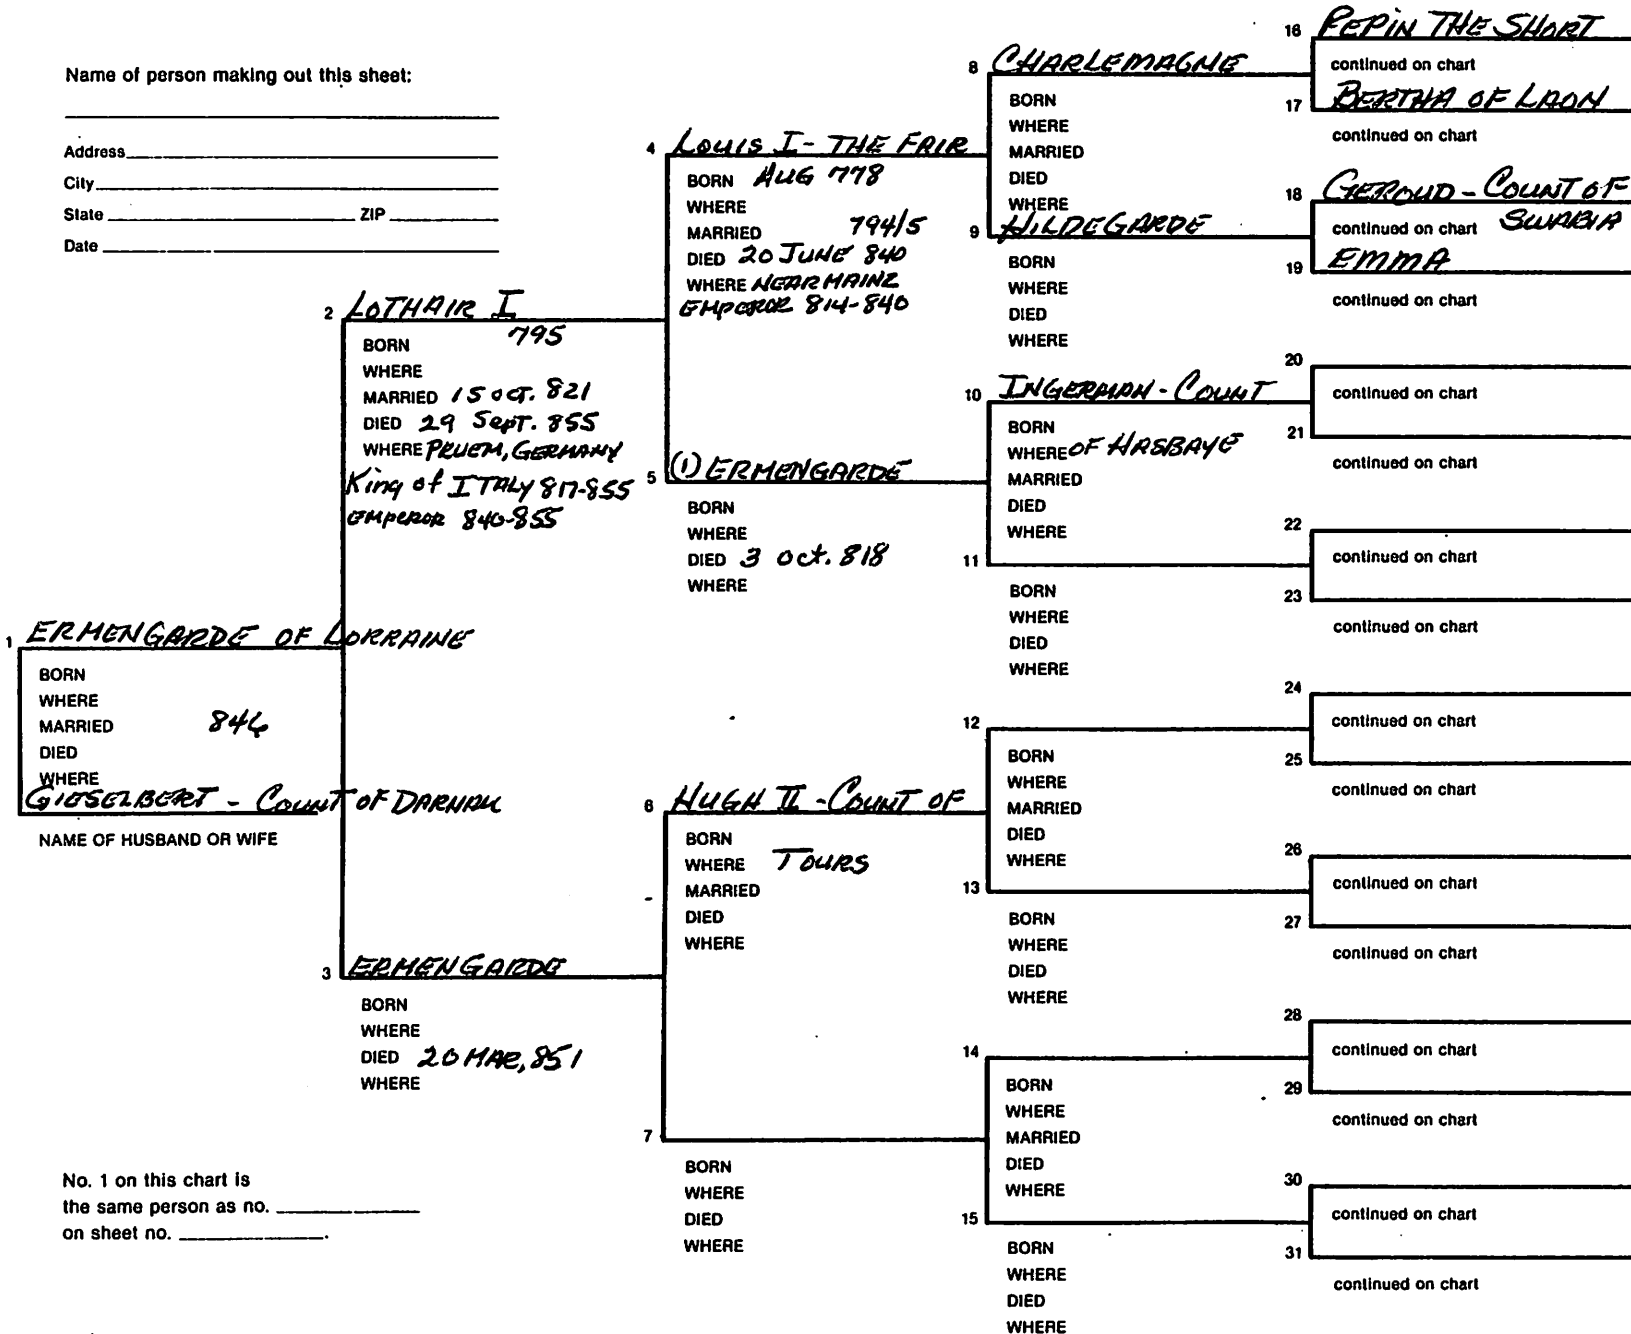 Name of person making out this sheet:
Address
City
State ZIP
Date
1 ERMENGARDE OF LORRAINE
BORN
WHERE
MARRIED 846
DIED
WHERE
GIESELBERT - COUNT OF DARNAU
NAME OF HUSBAND OR WIFE
No. 1 on this chart is
the same person as no.
on sheet no. .
2 LOTHAIR I
BORN 795
WHERE
MARRIED 15 oct. 821
DIED 29 Sept. 855
WHERE PRUEM, GERMANY
King of ITALY 817-855
EMPEROR 840-855
3 ERMENGARDE
BORN
WHERE
DIED 20 MAR, 851
WHERE
4 LOUIS I - THE FAIR
BORN AUG 778
WHERE
MARRIED 794/5
DIED 20 JUNE 840
WHERE NEAR MAINZ
EMPEROR 814-840
5 (1) ERMENGARDE
BORN
WHERE
DIED 3 oct. 818
WHERE
6 HUGH II - COUNT OF
BORN
WHERE TOURS
MARRIED
DIED
WHERE
7
BORN
WHERE
DIED
WHERE
8 CHARLEMAGNE
BORN
WHERE
MARRIED
DIED
WHERE
9 HILDEGARDE
BORN
WHERE
DIED
WHERE
10 INGERMAN - COUNT
BORN
WHERE OF HASBAYE
MARRIED
DIED
WHERE
11
BORN
WHERE
DIED
WHERE
12
BORN
WHERE
MARRIED
DIED
WHERE
13
BORN
WHERE
DIED
WHERE
14
BORN
WHERE
MARRIED
DIED
WHERE
15
BORN
WHERE
DIED
WHERE
16 PEPIN THE SHORT
continued on chart
17 BERTHA OF LAON
continued on chart
18 GEROUD - COUNT OF
continued on chart SWABIA
19 EMMA
continued on chart
20
continued on chart
21
continued on chart
22
continued on chart
23
continued on chart
24
continued on chart
25
continued on chart
26
continued on chart
27
continued on chart
28
continued on chart
29
continued on chart
30
continued on chart
31
continued on chart